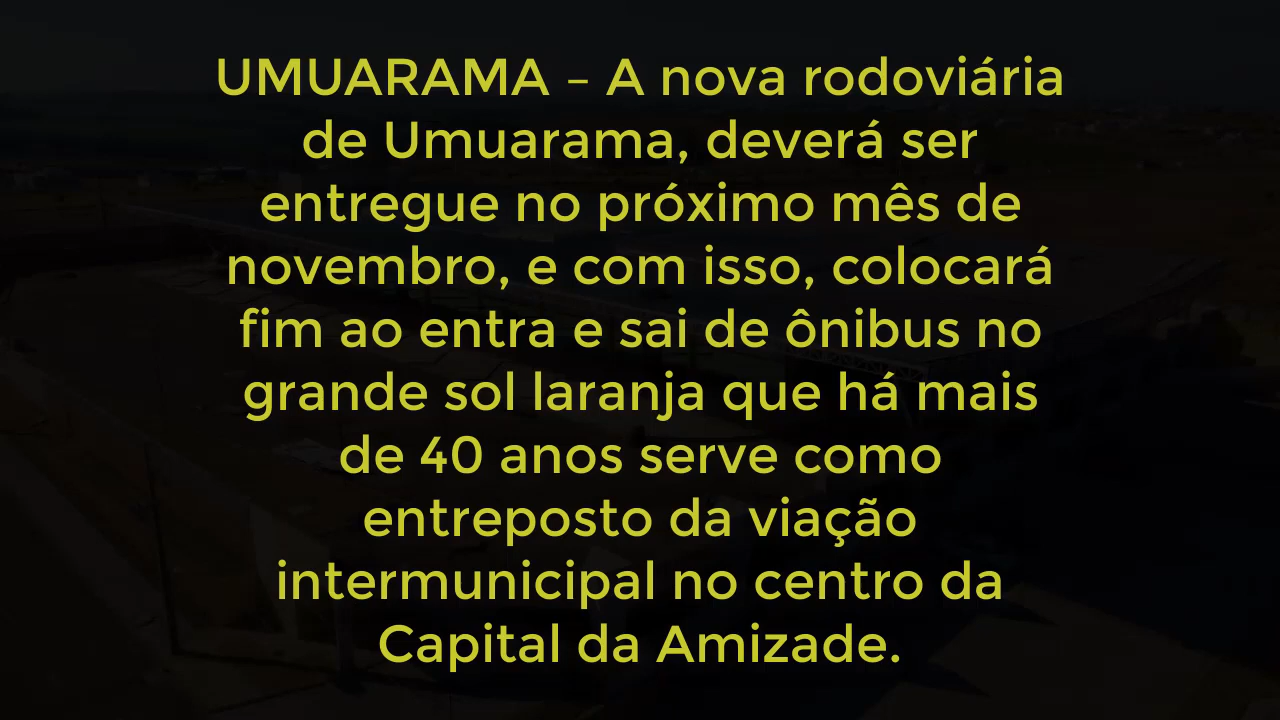 UMUARAMA – A nova rodoviária
de Umuarama, deverá ser
entregue no próximo mês de
novembro, e com isso, colocará
fim ao entra e sai de ônibus no
grande sol laranja que há mais
de 40 anos serve como
entreposto da viação
intermunicipal no centro da
Capital da Amizade.